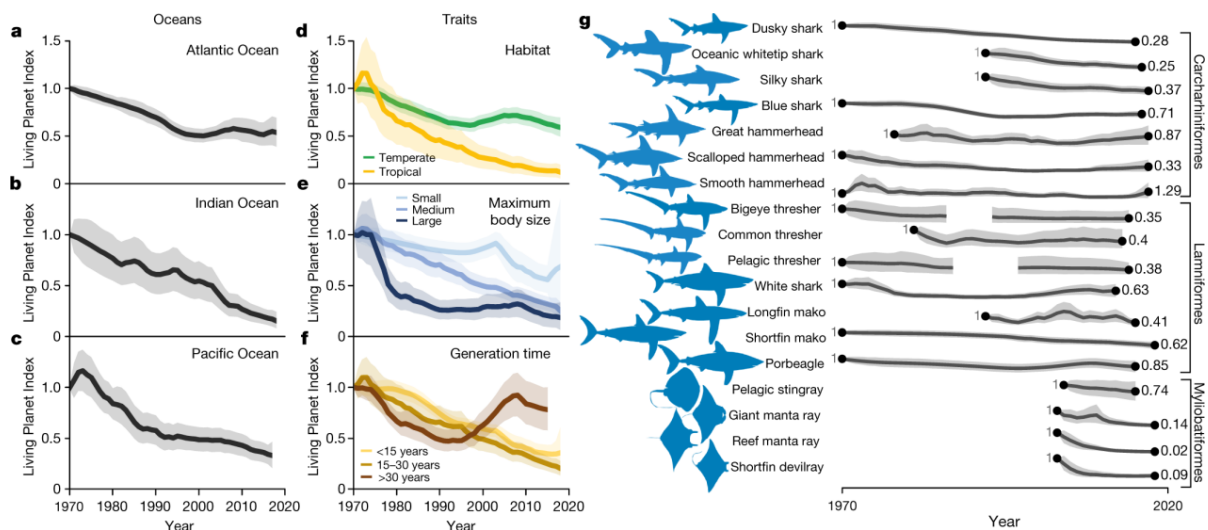 Oceans
Traits
a
Atlantic Ocean
Living Planet Index
1.5
1.0
0.5
0
b
Indian Ocean
Living Planet Index
1.0
0.5
0
c
Pacific Ocean
Living Planet Index
1.0
0.5
0
1970 1980 1990 2000 2010 2020
Year
d
Habitat
Living Planet Index
1.5
1.0
0.5
0
Temperate
Tropical
e
Small
Medium
Large
Maximum
body size
Living Planet Index
1.0
0.5
0
f
Generation time
Living Planet Index
1.0
0.5
0
<15 years
15–30 years
>30 years
1970 1980 1990 2000 2010 2020
Year
g
Dusky shark 1 0.28
Oceanic whitetip shark 1 0.25
Silky shark 1 0.37
Blue shark 1 0.71
Great hammerhead 1 0.87
Scalloped hammerhead 1 0.33
Smooth hammerhead 1 1.29
Bigeye thresher 1 0.35
Common thresher 1 0.4
Pelagic thresher 1 0.38
White shark 1 0.63
Longfin mako 1 0.41
Shortfin mako 1 0.62
Porbeagle 1 0.85
Pelagic stingray 1 0.74
Giant manta ray 1 0.14
Reef manta ray 1 0.02
Shortfin devilray 1 0.09
Carcharhiniformes
Lamniformes
Myliobatiformes
1970 2020
Year